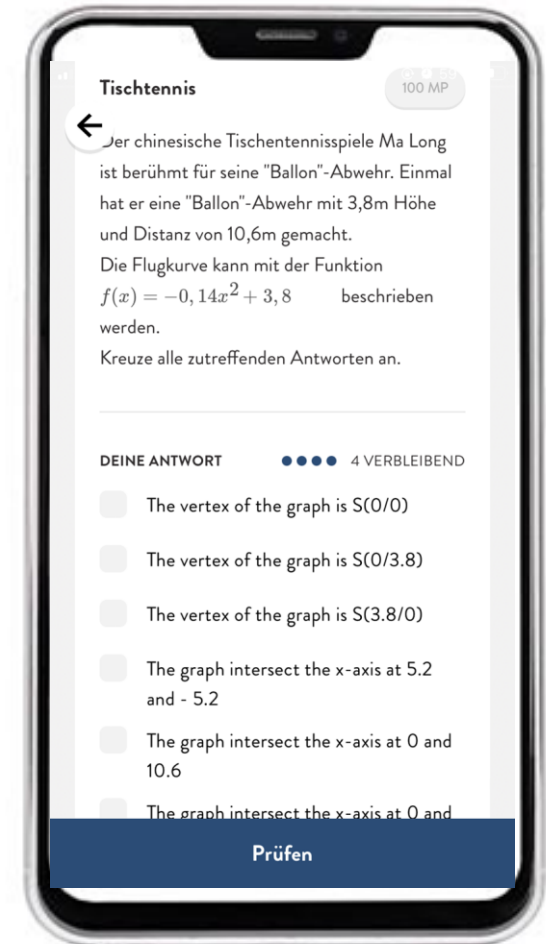 Tischtennis
100 MP
Der chinesische Tischentennisspiele Ma Long
ist berühmt für seine "Ballon"-Abwehr. Einmal
hat er eine "Ballon"-Abwehr mit 3,8m Höhe
und Distanz von 10,6m gemacht.
Die Flugkurve kann mit der Funktion
f(x) = −0, 14x² + 3, 8 beschrieben
werden.
Kreuze alle zutreffenden Antworten an.
DEINE ANTWORT 4 VERBLEIBEND
The vertex of the graph is S(0/0)
The vertex of the graph is S(0/3.8)
The vertex of the graph is S(3.8/0)
The graph intersect the x-axis at 5.2
and - 5.2
The graph intersect the x-axis at 0 and
10.6
The graph intersect the x-axis at 0 and
Prüfen